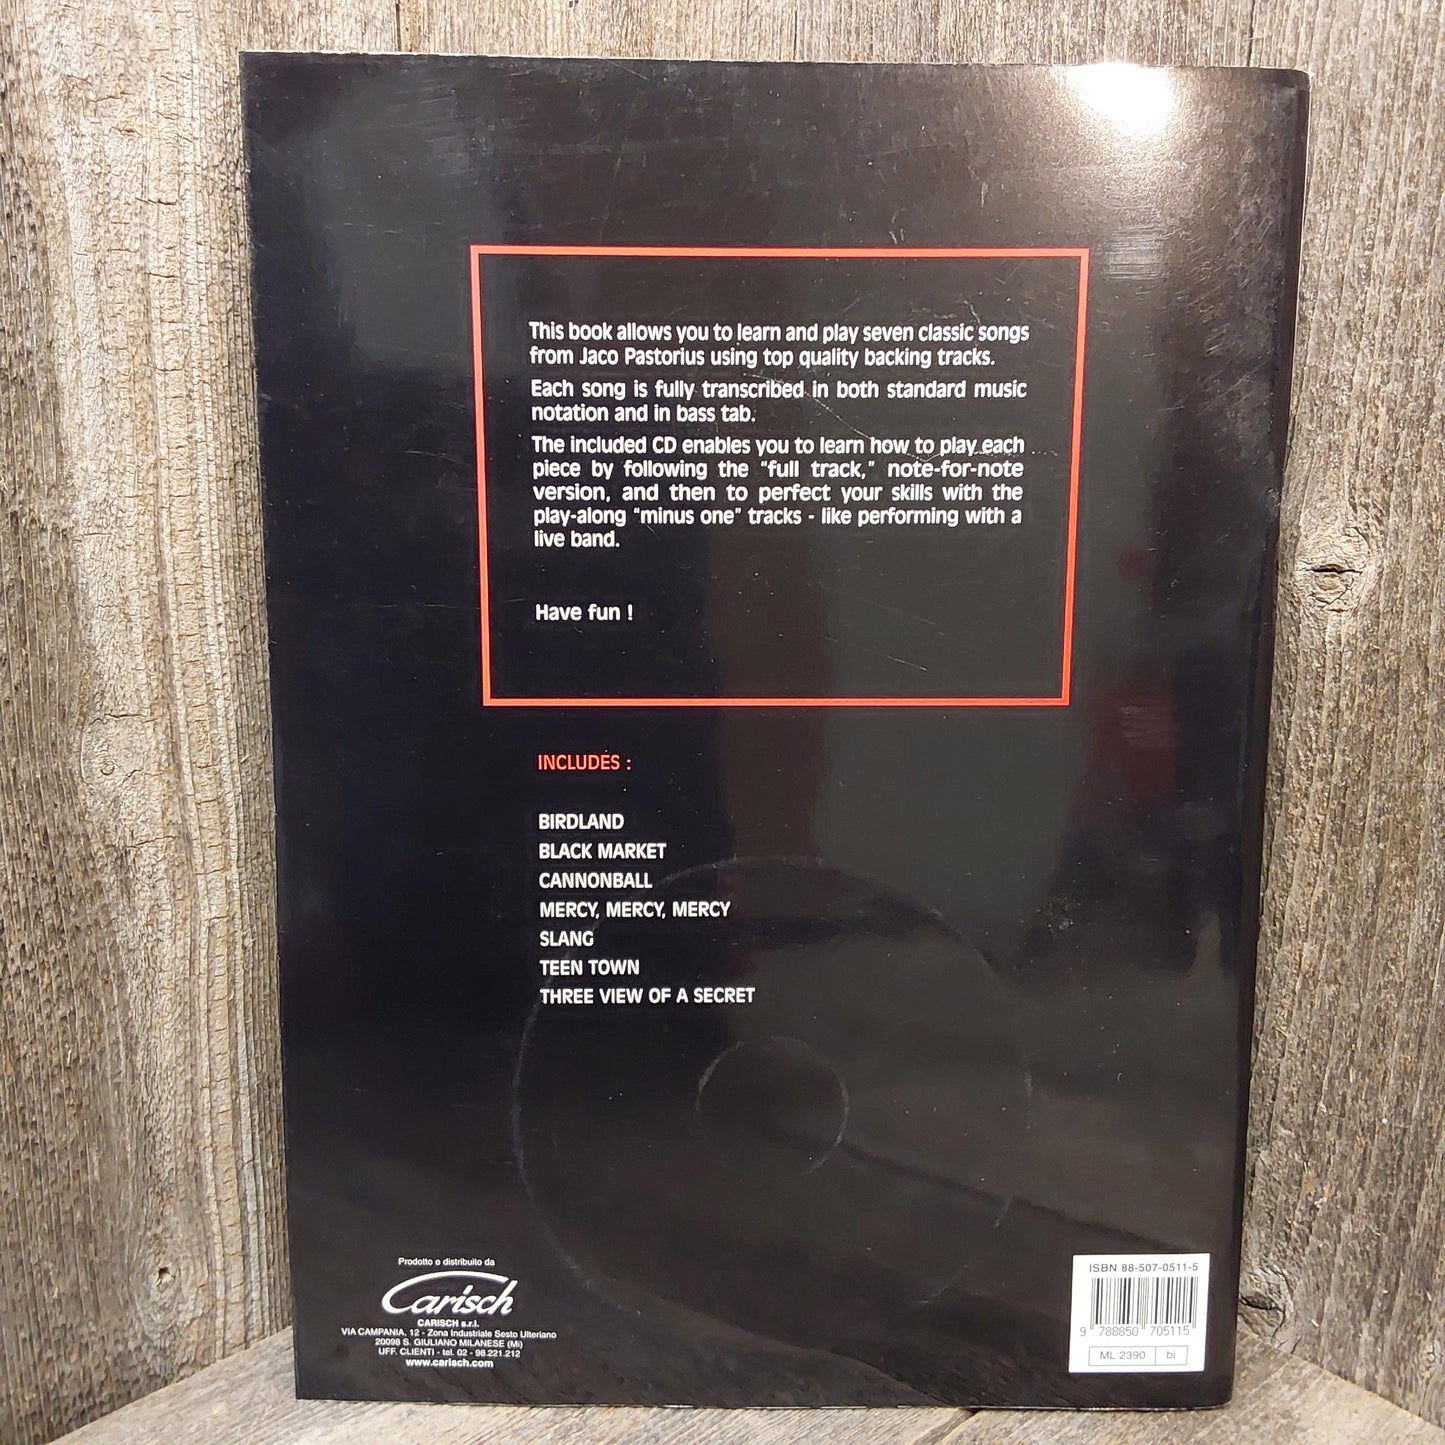 This book allows you to learn and play seven classic songs
from Jaco Pastorius using top quality backing tracks.
Each song is fully transcribed in both standard music
notation and in bass tab.
The included CD enables you to learn how to play each
piece by following the "full track," note-for-note
version, and then to perfect your skills with the
play-along "minus one" tracks - like performing with a
live band.
Have fun !
INCLUDES :
BIRDLAND
BLACK MARKET
CANNONBALL
MERCY, MERCY, MERCY
SLANG
TEEN TOWN
THREE VIEW OF A SECRET
Prodotto e distribuito da
Carisch
CARISCH s.r.l.
VIA CAMPANIA, 12 - Zona Industriale Sesto Ulteriano
20098 S. GIULIANO MILANESE (Mi)
UFF. CLIENTI - tel. 02 - 98.221.212
www.carisch.com
ISBN 88-507-0511-5
9 788850 705115
ML 2390 bi